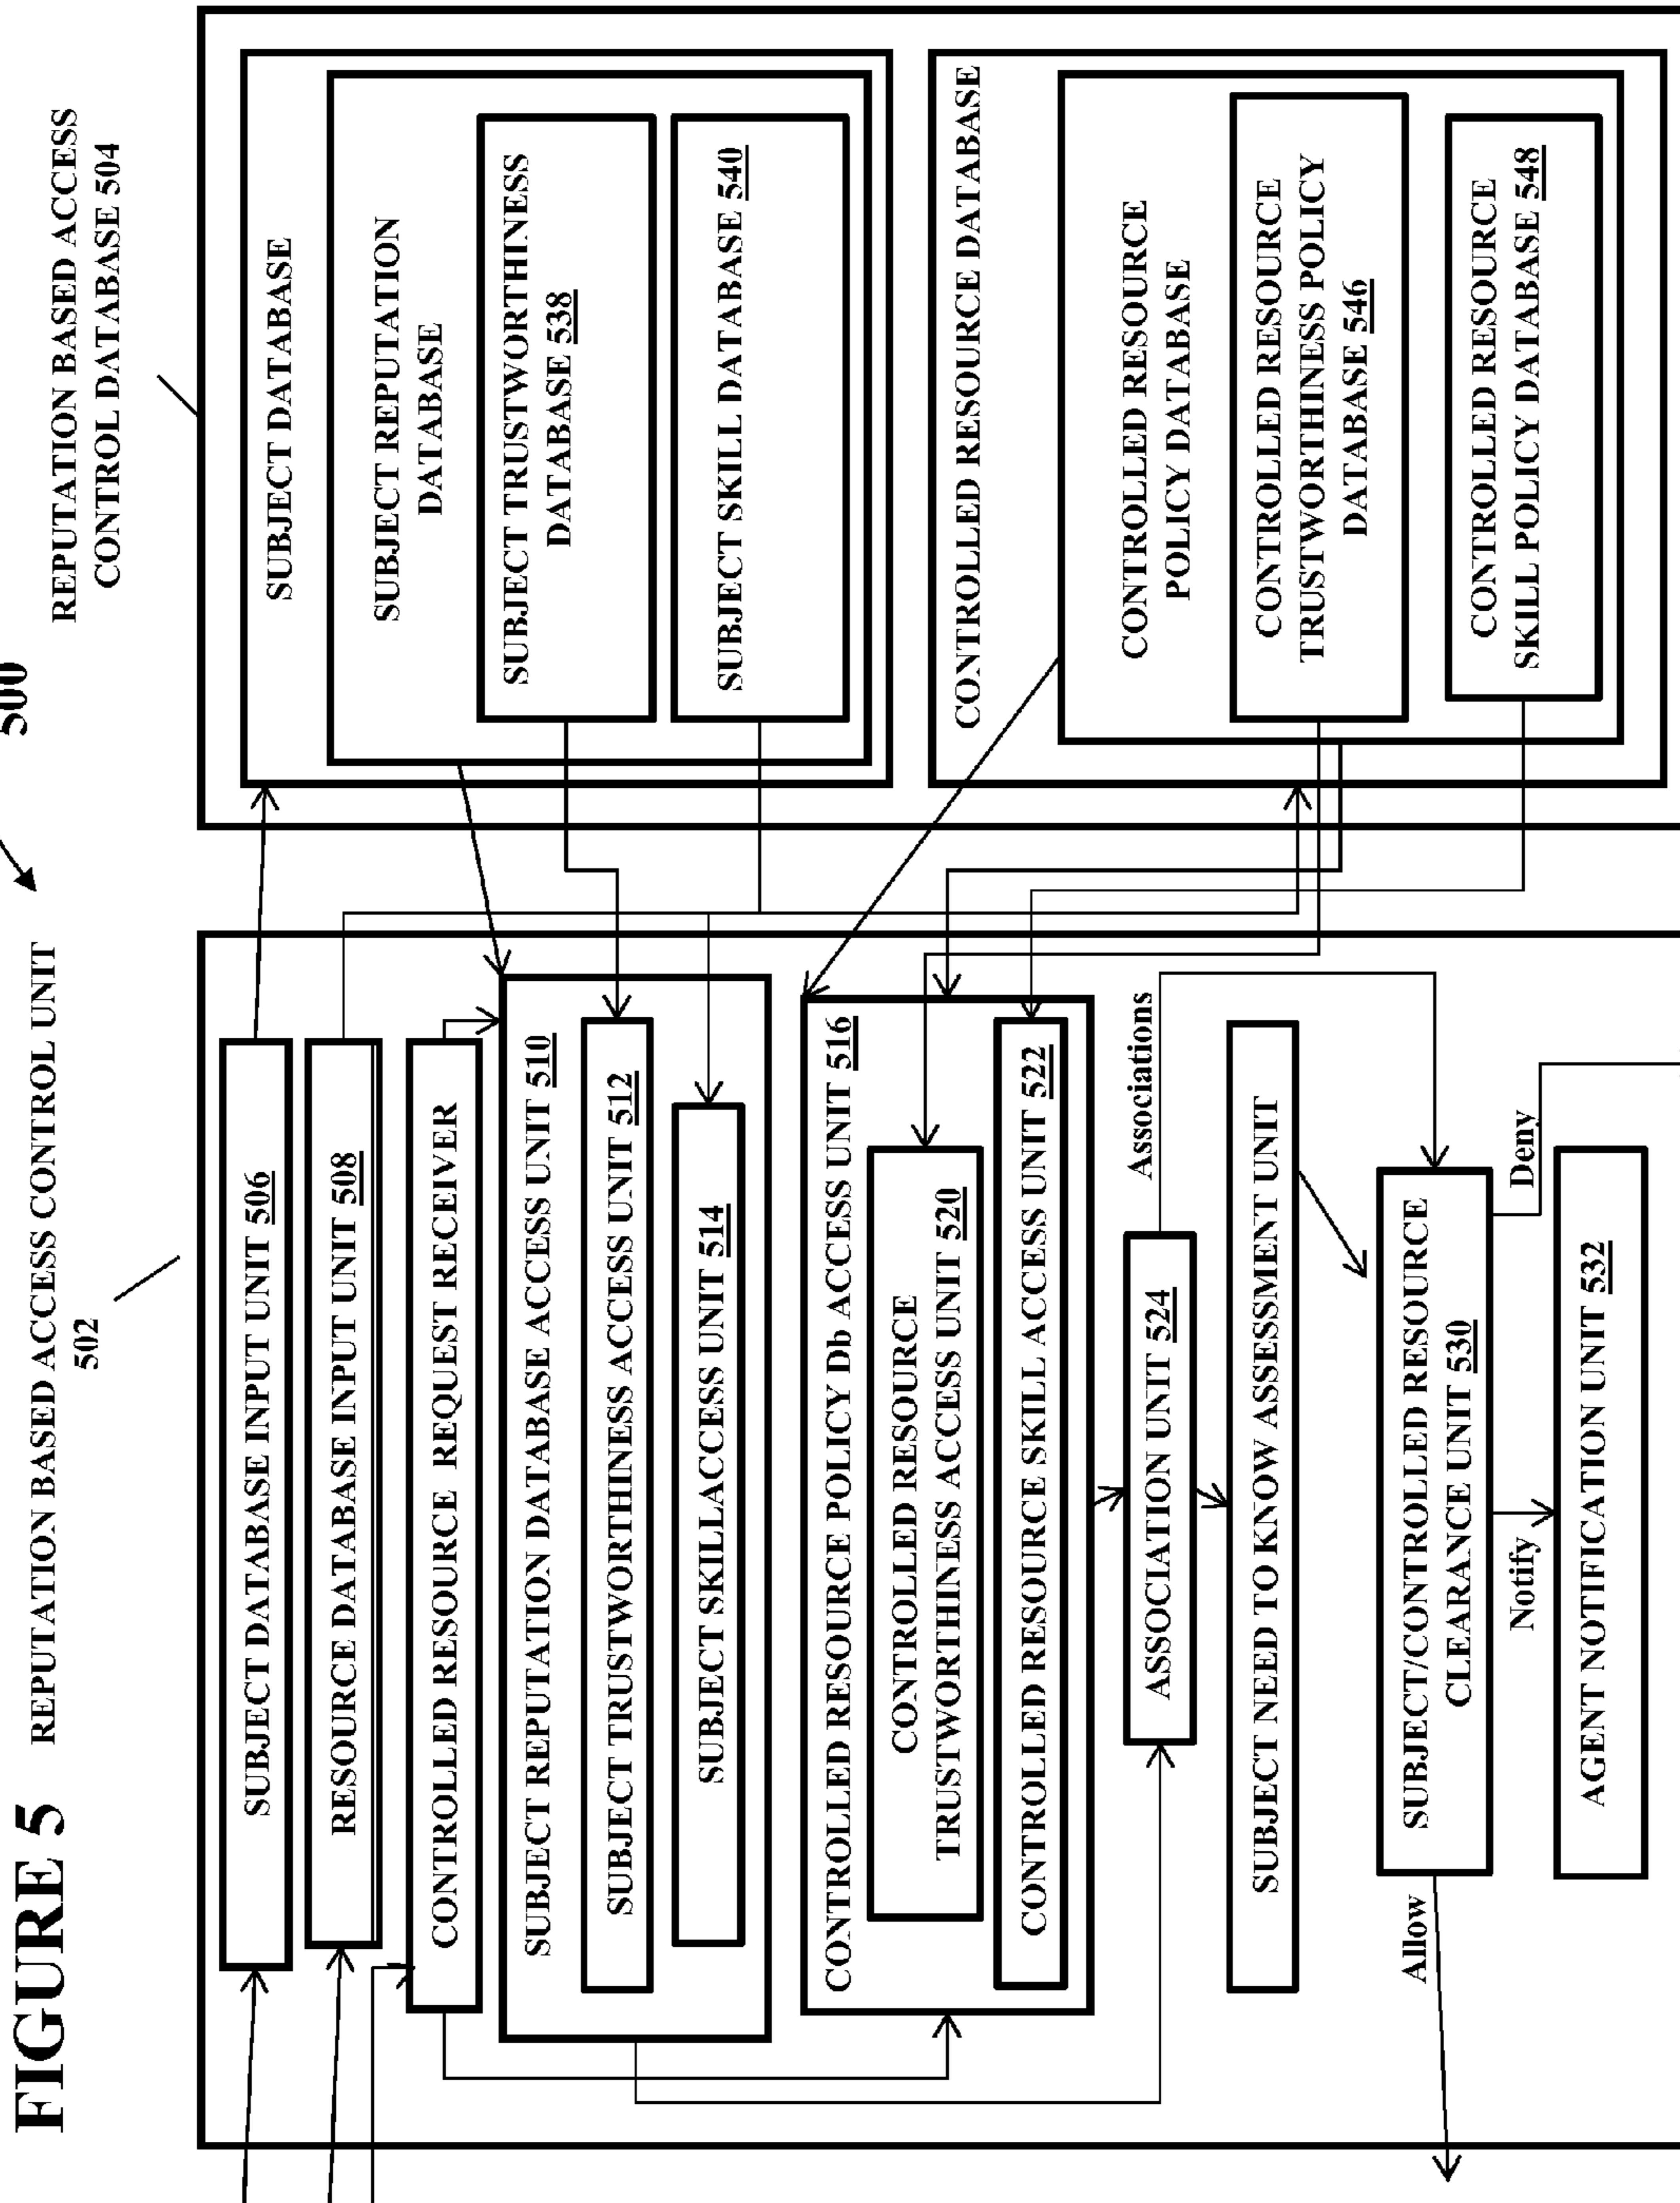 FIGURE 5
500
REPUTATION BASED ACCESS CONTROL UNIT
502
SUBJECT DATABASE INPUT UNIT 506
RESOURCE DATABASE INPUT UNIT 508
CONTROLLED RESOURCE REQUEST RECEIVER
SUBJECT REPUTATION DATABASE ACCESS UNIT 510
SUBJECT TRUSTWORTHINESS ACCESS UNIT 512
SUBJECT SKILLACCESS UNIT 514
CONTROLLED RESOURCE POLICY Db ACCESS UNIT 516
CONTROLLED RESOURCE
TRUSTWORTHINESS ACCESS UNIT 520
CONTROLLED RESOURCE SKILL ACCESS UNIT 522
Associations
ASSOCIATION UNIT 524
SUBJECT NEED TO KNOW ASSESSMENT UNIT
Allow
SUBJECT/CONTROLLED RESOURCE
CLEARANCE UNIT 530
Notify
Deny
AGENT NOTIFICATION UNIT 532
REPUTATION BASED ACCESS
CONTROL DATABASE 504
SUBJECT DATABASE
SUBJECT REPUTATION
DATABASE
SUBJECT TRUSTWORTHINESS
DATABASE 538
SUBJECT SKILL DATABASE 540
CONTROLLED RESOURCE DATABASE
CONTROLLED RESOURCE
POLICY DATABASE
CONTROLLED RESOURCE
TRUSTWORTHINESS POLICY
DATABASE 546
CONTROLLED RESOURCE
SKILL POLICY DATABASE 548